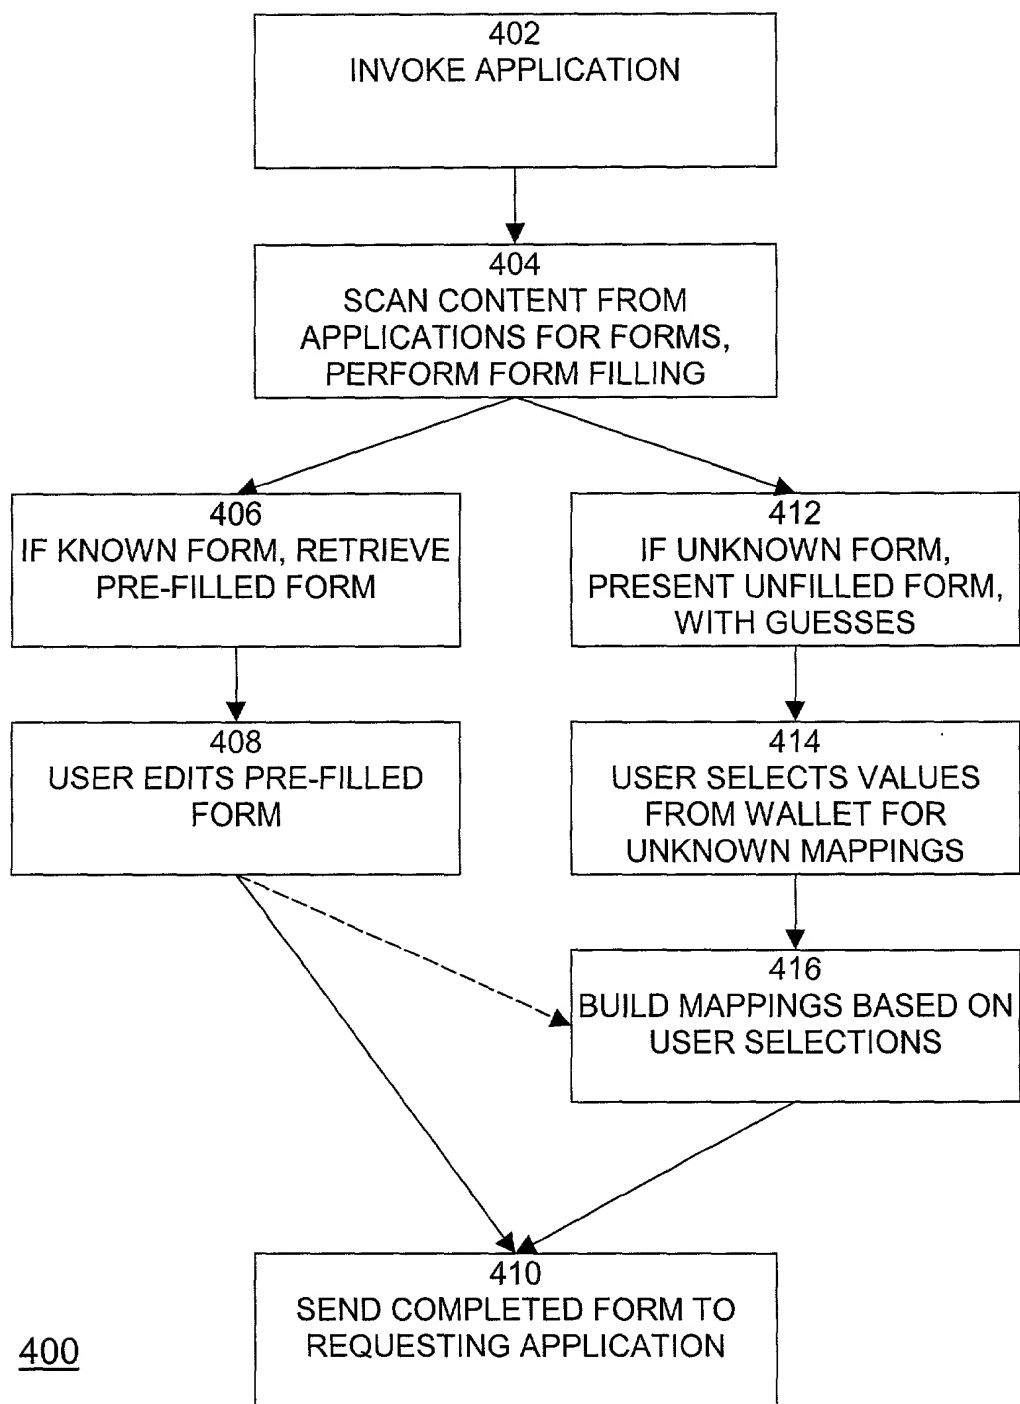 402
INVOKE APPLICATION
404
SCAN CONTENT FROM
APPLICATIONS FOR FORMS,
PERFORM FORM FILLING
406
IF KNOWN FORM, RETRIEVE
PRE-FILLED FORM
412
IF UNKNOWN FORM,
PRESENT UNFILLED FORM,
WITH GUESSES
408
USER EDITS PRE-FILLED
FORM
414
USER SELECTS VALUES
FROM WALLET FOR
UNKNOWN MAPPINGS
416
BUILD MAPPINGS BASED ON
USER SELECTIONS
410
SEND COMPLETED FORM TO
REQUESTING APPLICATION
400